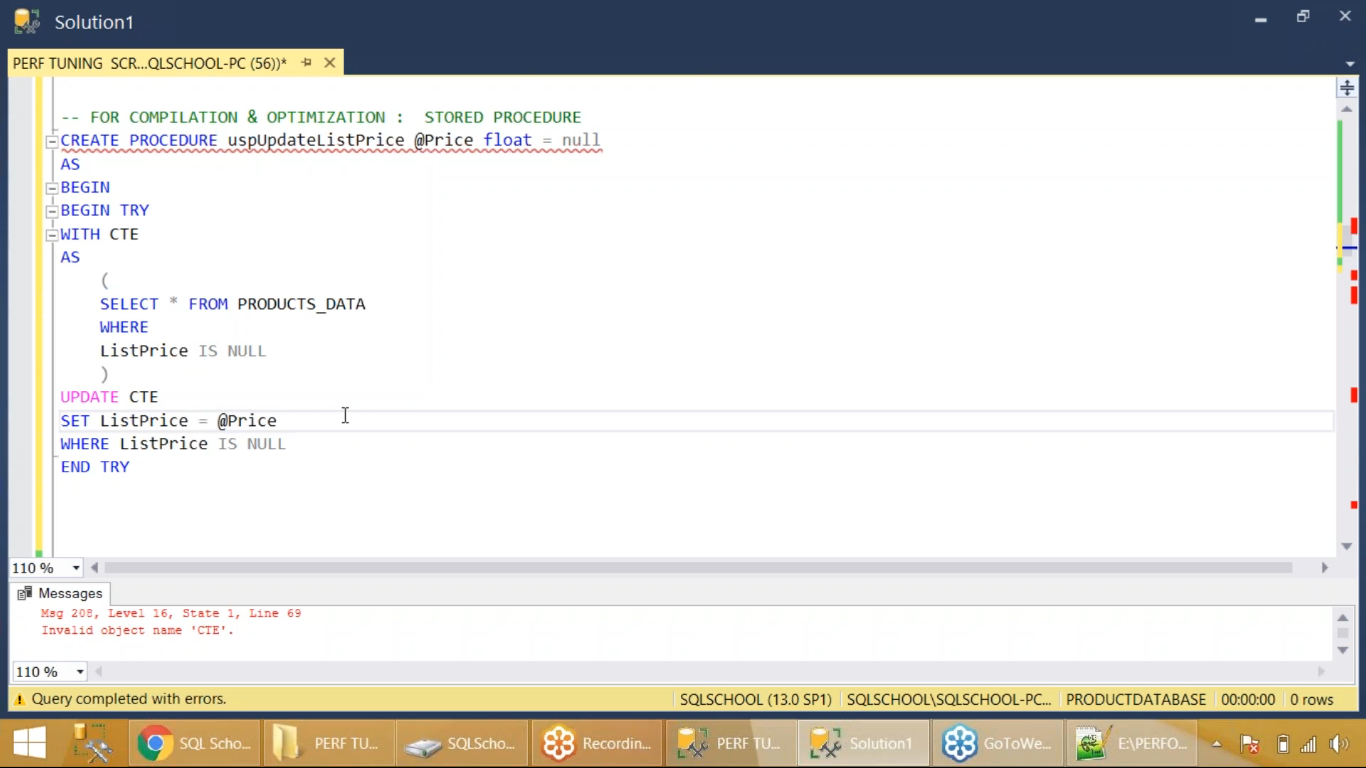 Solution1
PERF TUNING SCR...QLSCHOOL-PC (56))*
-- FOR COMPILATION & OPTIMIZATION : STORED PROCEDURE
CREATE PROCEDURE uspUpdateListPrice @Price float = null
AS
BEGIN
BEGIN TRY
WITH CTE
AS
(
SELECT * FROM PRODUCTS_DATA
WHERE
ListPrice IS NULL
)
UPDATE CTE
SET ListPrice = @Price
WHERE ListPrice IS NULL
END TRY
110 %
Messages
Msg 208, Level 16, State 1, Line 69
Invalid object name 'CTE'.
110 %
Query completed with errors. SQLSCHOOL (13.0 SP1) SQLSCHOOL\SQLSCHOOL-PC... PRODUCTDATABASE 00:00:00 0 rows
SQL Scho... PERF TU... SQLScho... Recordin... PERF TU... Solution1 GoToWe... E:\PERFO...